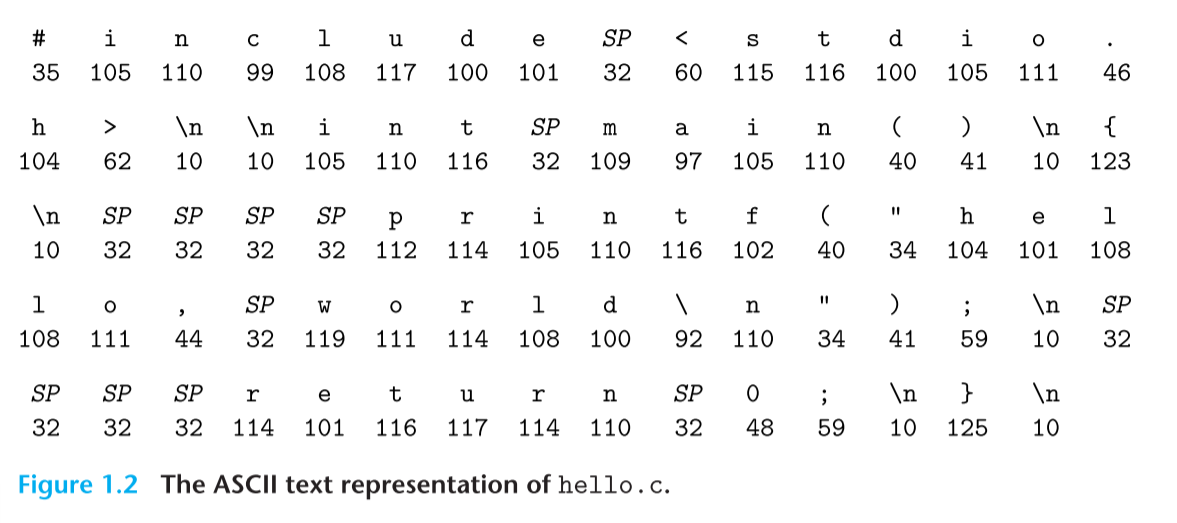 # i n c l u d e SP < s t d i o .
35 105 110 99 108 117 100 101 32 60 115 116 100 105 111 46
h > \n \n i n t SP m a i n ( ) \n {
104 62 10 10 105 110 116 32 109 97 105 110 40 41 10 123
\n SP SP SP SP p r i n t f ( " h e l
10 32 32 32 32 112 114 105 110 116 102 40 34 104 101 108
l o , SP w o r l d \ n " ) ; \n SP
108 111 44 32 119 111 114 108 100 92 110 34 41 59 10 32
SP SP SP r e t u r n SP 0 ; \n } \n
32 32 32 114 101 116 117 114 110 32 48 59 10 125 10
Figure 1.2 The ASCII text representation of hello.c.